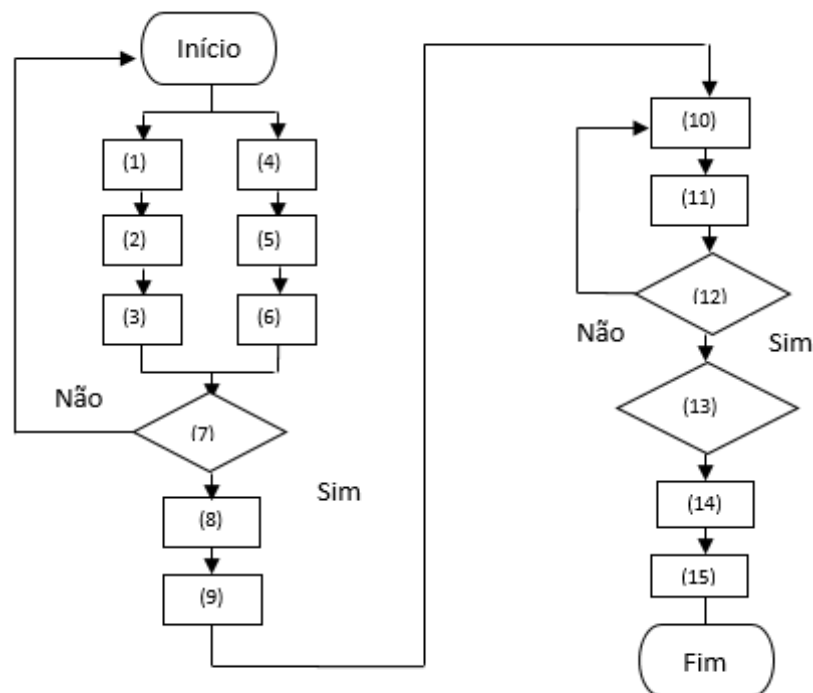 Início
(1)
(2)
(3)
(4)
(5)
(6)
Não
(7)
Sim
(8)
(9)
(10)
(11)
(12)
Não
Sim
(13)
(14)
(15)
Fim